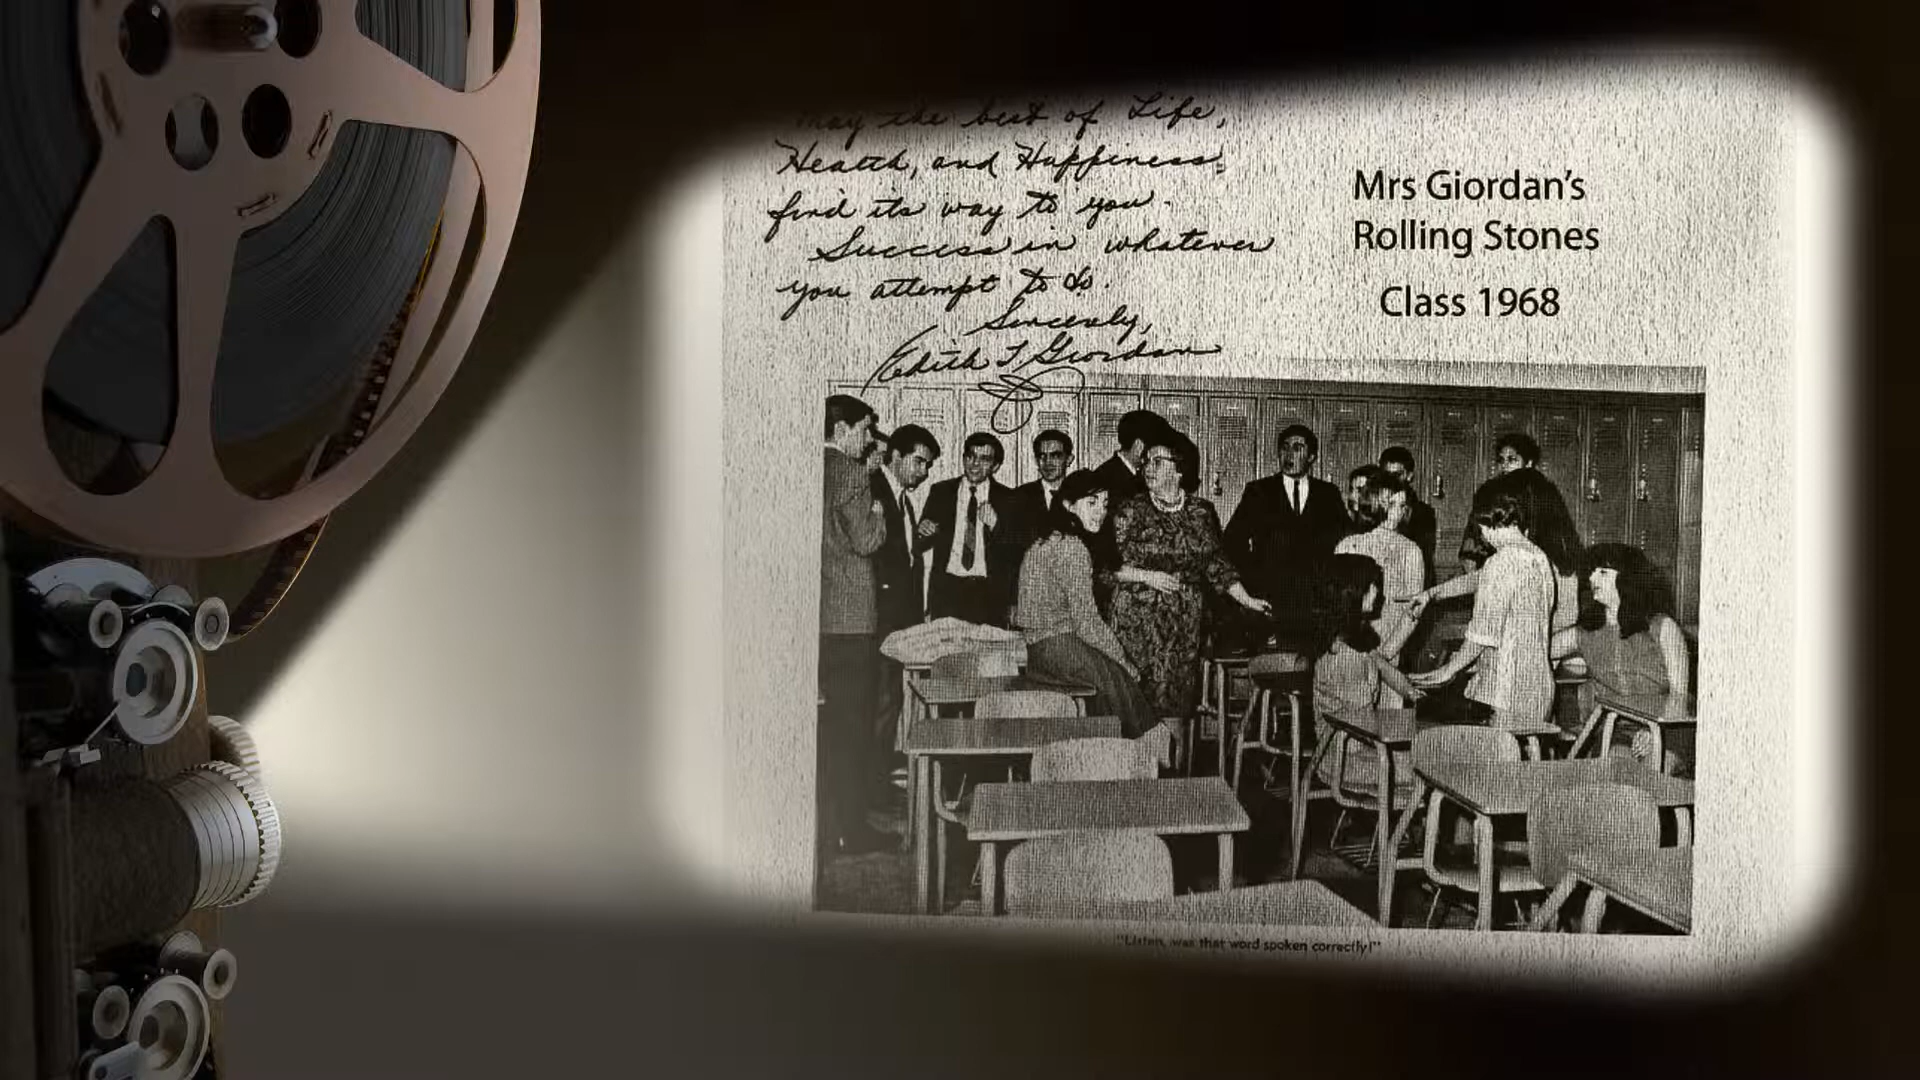 May the best of Life,
Health, and Happiness
find its way to you.
Success in whatever
you attempt to do.
Sincerely,
Edith T Giordan
Mrs Giordan's
Rolling Stones
Class 1968
"Listen, was that word spoken correctly!"